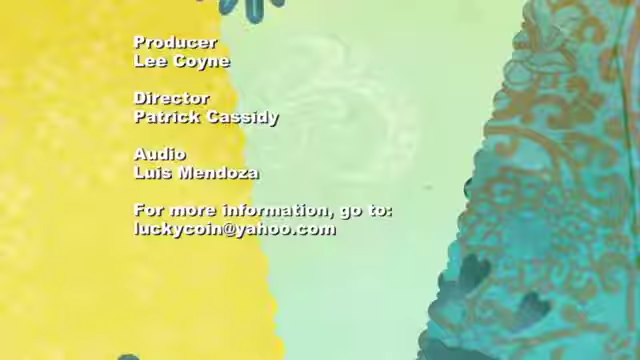 Producer
Lee Coyne
Director
Patrick Cassidy
Audio
Luis Mendoza
For more information, go to:
luckycoin@yahoo.com